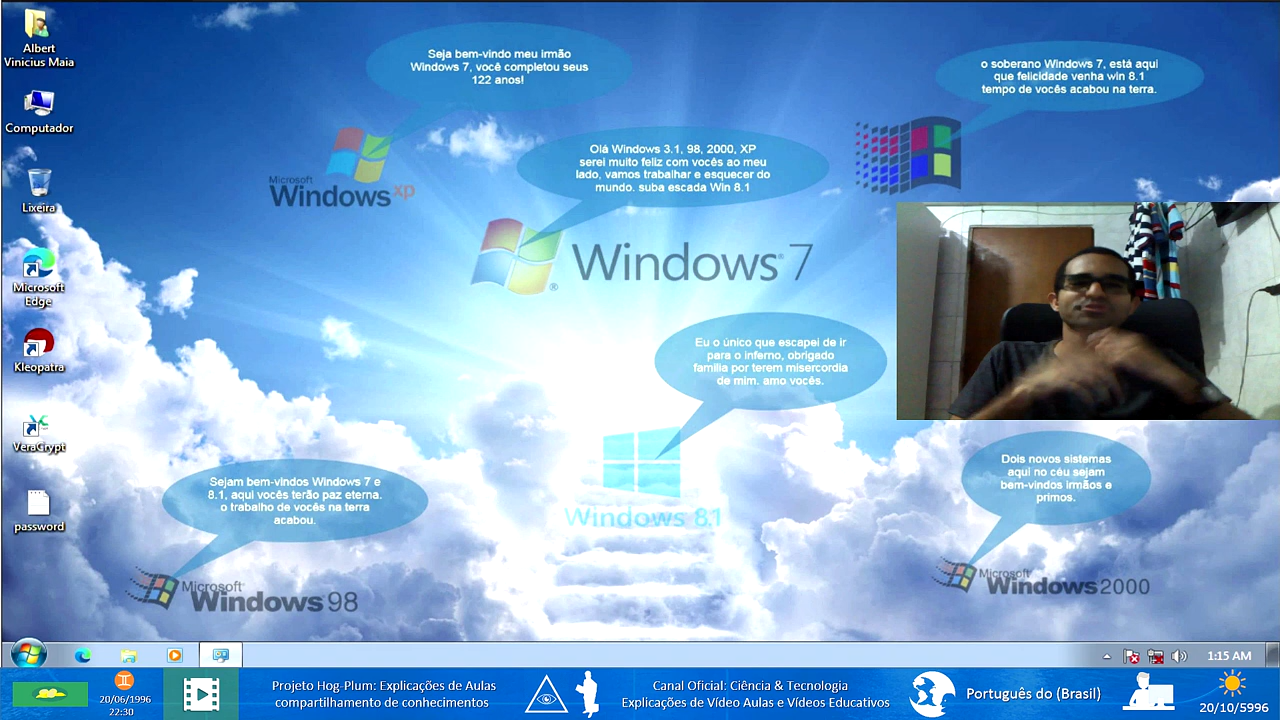 Albert
Vinicius Maia
Computador
Lixeira
Microsoft
Edge
Kleopatra
VeraCrypt
password
Seja bem-vindo meu irmão
Windows 7, você completou seus
122 anos!
o soberano Windows 7, está aqui
que felicidade venha win 8.1
tempo de vocês acabou na terra.
Microsoft
Windows xp
Olá Windows 3.1, 98, 2000, XP
serei muito feliz com vocês ao meu
lado, vamos trabalhar e esquecer do
mundo. suba escada Win 8.1
Windows® 7
Eu o único que escapei de ir
para o inferno, obrigado
família por terem misercordia
de mim. amo vocês.
Windows 8.1
Sejam bem-vindos Windows 7 e
8.1, aqui vocês terão paz eterna.
o trabalho de vocês na terra
acabou.
Microsoft®
Windows 98
Dois novos sistemas
aqui no céu sejam
bem-vindos irmãos e
primos.
Microsoft
Windows 2000
1:15 AM
20/06/1996
22:30
Projeto Hog-Plum: Explicações de Aulas
compartilhamento de conhecimentos
Canal Oficial: Ciência & Tecnologia
Explicações de Vídeo Aulas e Vídeos Educativos
Português do (Brasil)
20/10/5996